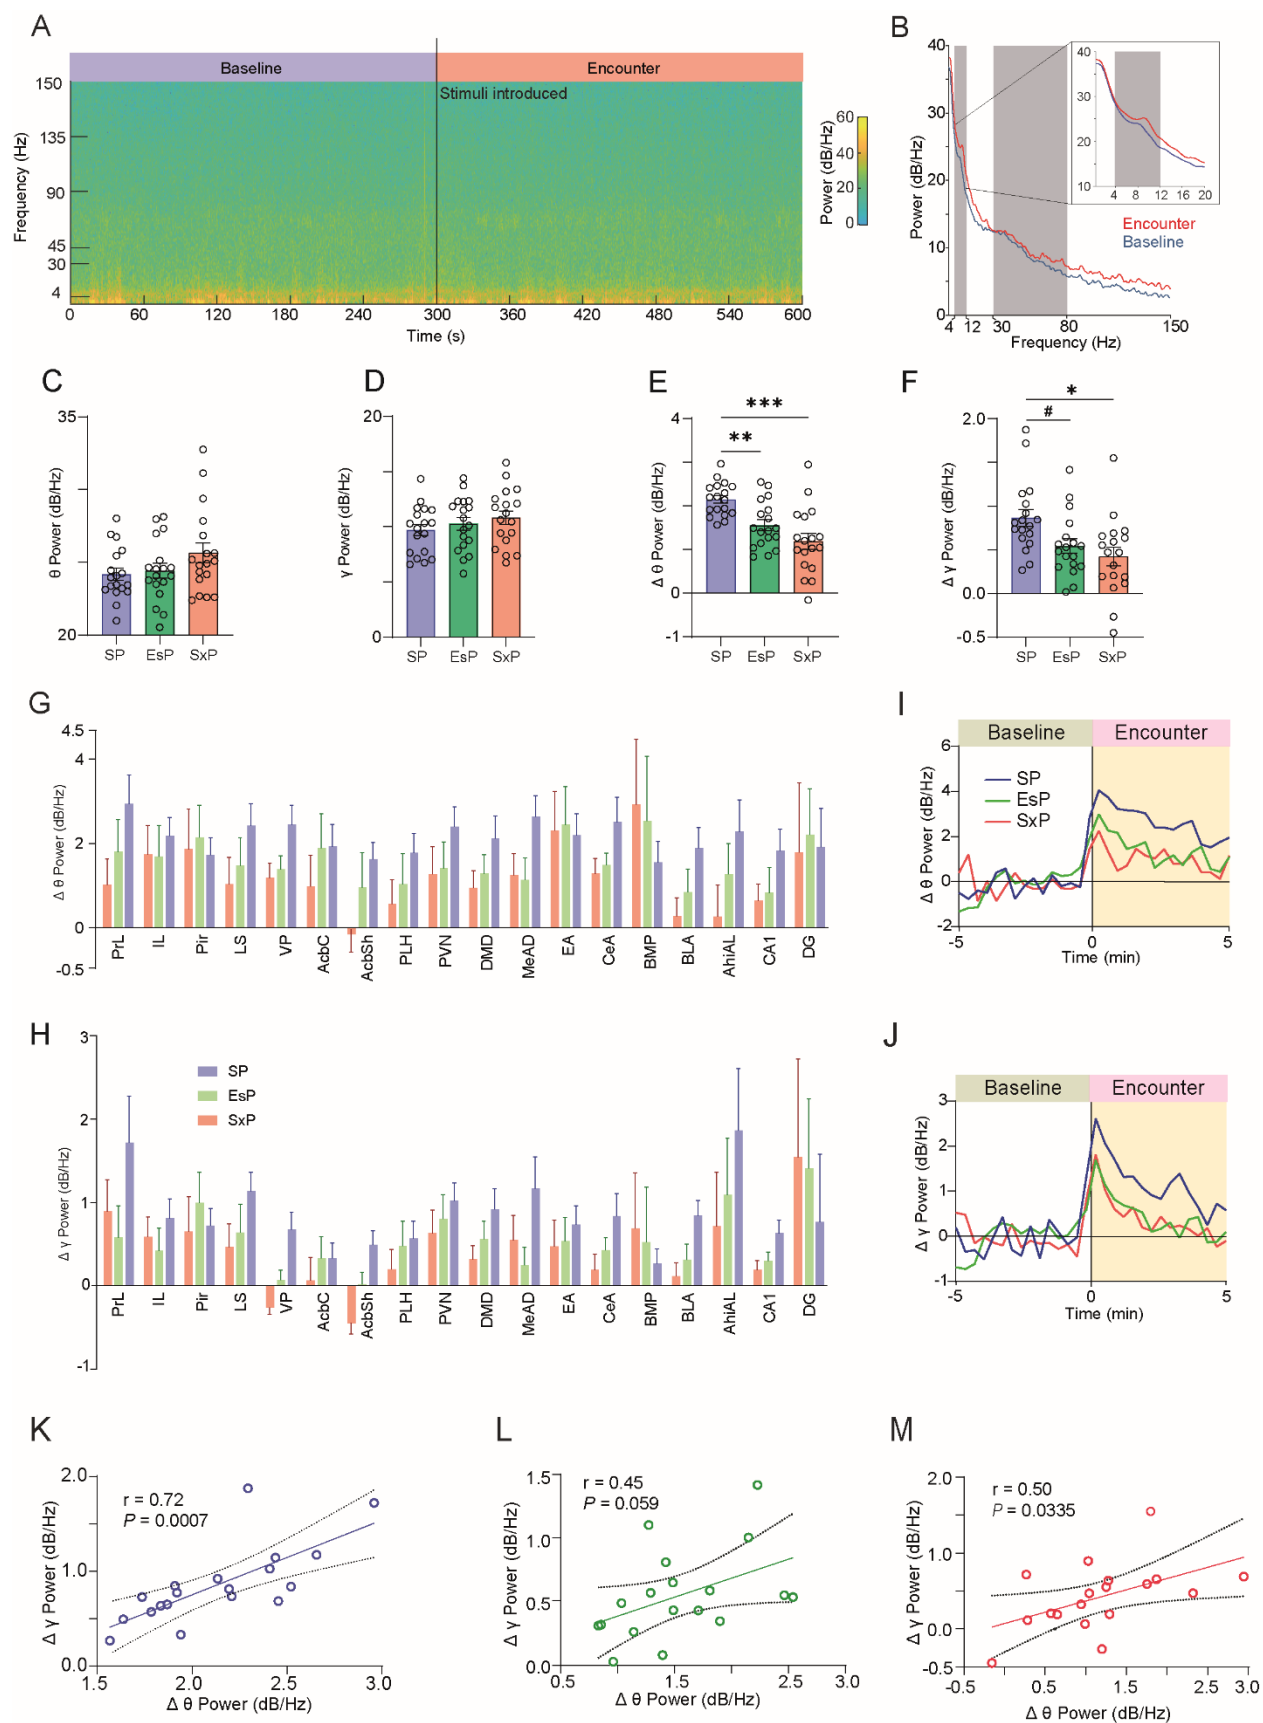 A
Baseline
Encounter
Stimuli introduced
150
135
90
45
30
4
Frequency (Hz)
0
60
120
180
240
300
360
420
480
540
600
Time (s)
60
40
20
0
Power (dB/Hz)
B
40
30
20
10
0
Power (dB/Hz)
4
12
30
80
150
Frequency (Hz)
40
30
20
10
4
8
12
16
20
Encounter
Baseline
C
35
20
θ Power (dB/Hz)
SP
EsP
SxP
D
20
0
γ Power (dB/Hz)
SP
EsP
SxP
E
4
0
-1
Δ θ Power (dB/Hz)
***
**
SP
EsP
SxP
F
2.0
0.0
-0.5
Δ γ Power (dB/Hz)
*
#
SP
EsP
SxP
G
4.5
4
2
0
-0.5
Δ θ Power (dB/Hz)
PrL
IL
Pir
LS
VP
AcbC
AcbSh
PLH
PVN
DMD
MeAD
EA
CeA
BMP
BLA
AhiAL
CA1
DG
I
Baseline
Encounter
6
4
2
0
-2
Δ θ Power (dB/Hz)
SP
EsP
SxP
-5
0
5
Time (min)
H
3
2
1
0
-1
Δ γ Power (dB/Hz)
SP
EsP
SxP
PrL
IL
Pir
LS
VP
AcbC
AcbSh
PLH
PVN
DMD
MeAD
EA
CeA
BMP
BLA
AhiAL
CA1
DG
J
Baseline
Encounter
3
2
1
0
-1
Δ γ Power (dB/Hz)
-5
0
5
Time (min)
K
r = 0.72
P = 0.0007
2.0
1.0
0.0
Δ γ Power (dB/Hz)
1.5
2.0
2.5
3.0
Δ θ Power (dB/Hz)
L
r = 0.45
P = 0.059
1.5
1.0
0.5
0.0
Δ γ Power (dB/Hz)
0.5
1.5
2.5
3.0
Δ θ Power (dB/Hz)
M
r = 0.50
P = 0.0335
2.0
1.0
0.0
-0.5
Δ γ Power (dB/Hz)
-0.5
0.5
1.5
2.5
3.0
Δ θ Power (dB/Hz)